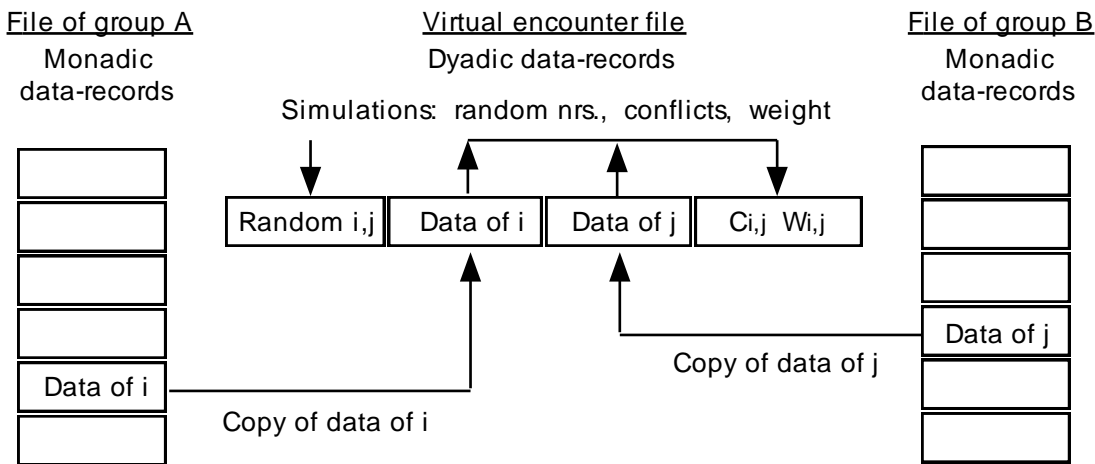 File of group A
Virtual encounter file
File of group B
Monadic
data-records
Dyadic data-records
Monadic
data-records
Simulations: random nrs., conflicts, weight
Random i,j
Data of i
Data of j
Ci,j Wi,j
Data of j
Copy of data of j
Data of i
Copy of data of i